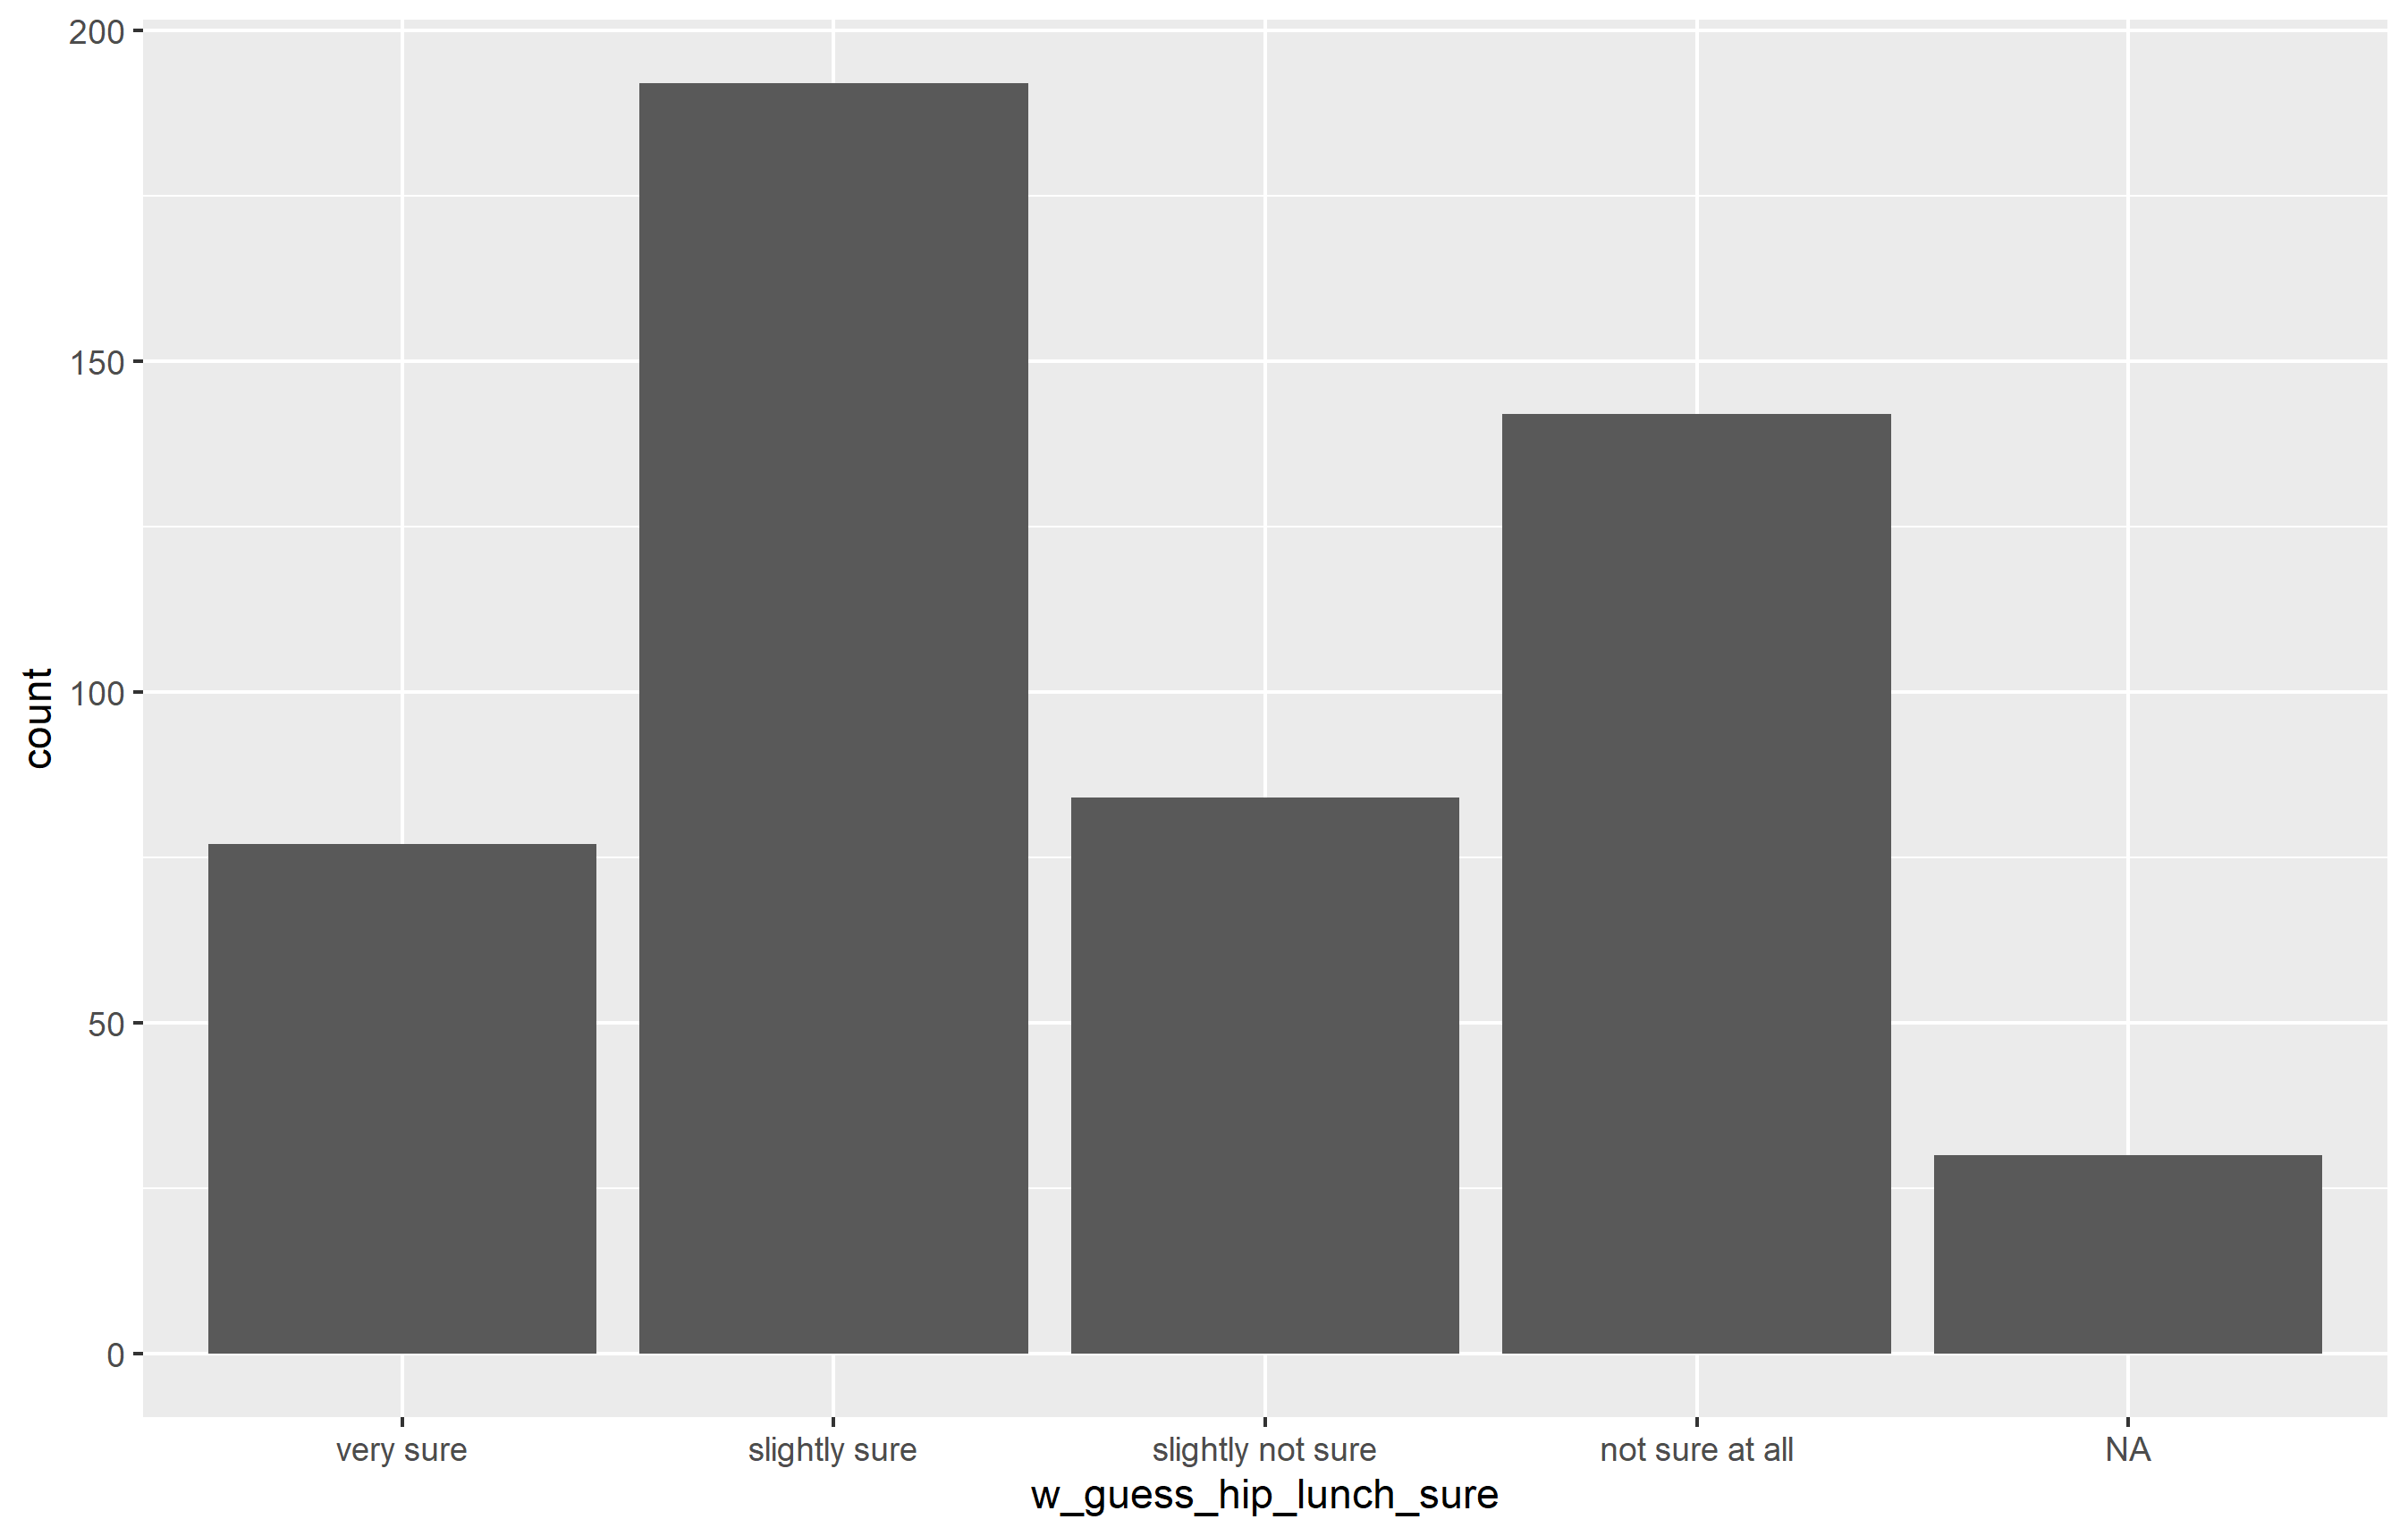 200
150
100
50
0
count
very sure
slightly sure
slightly not sure
not sure at all
NA
w_guess_hip_lunch_sure